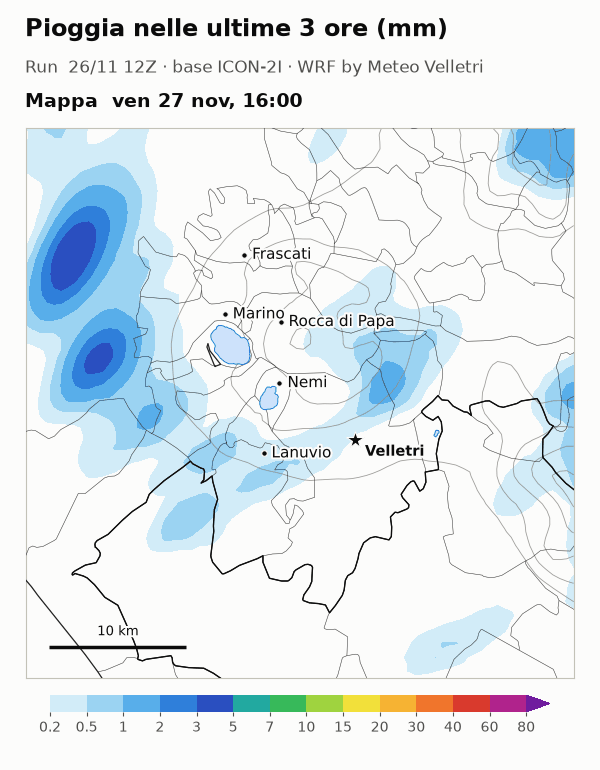 Pioggia nelle ultime 3 ore (mm)
Run 26/11 12Z · base ICON-2I · WRF by Meteo Velletri
Mappa ven 27 nov, 16:00
Frascati
Marino
Rocca di Papa
Nemi
Velletri
Lanuvio
10 km
0.2 0.5 1 2 3 5 7 10 15 20 30 40 60 80